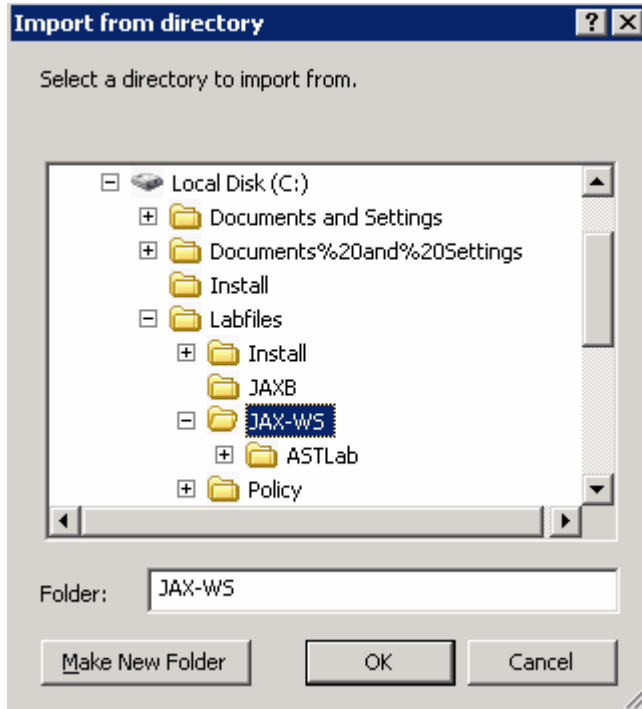 Import from directory
Select a directory to import from.
Local Disk (C:)
Documents and Settings
Documents%20and%20Settings
Install
Labfiles
Install
JAXB
JAX-WS
ASTLab
Policy
Folder: JAX-WS
Make New Folder OK Cancel